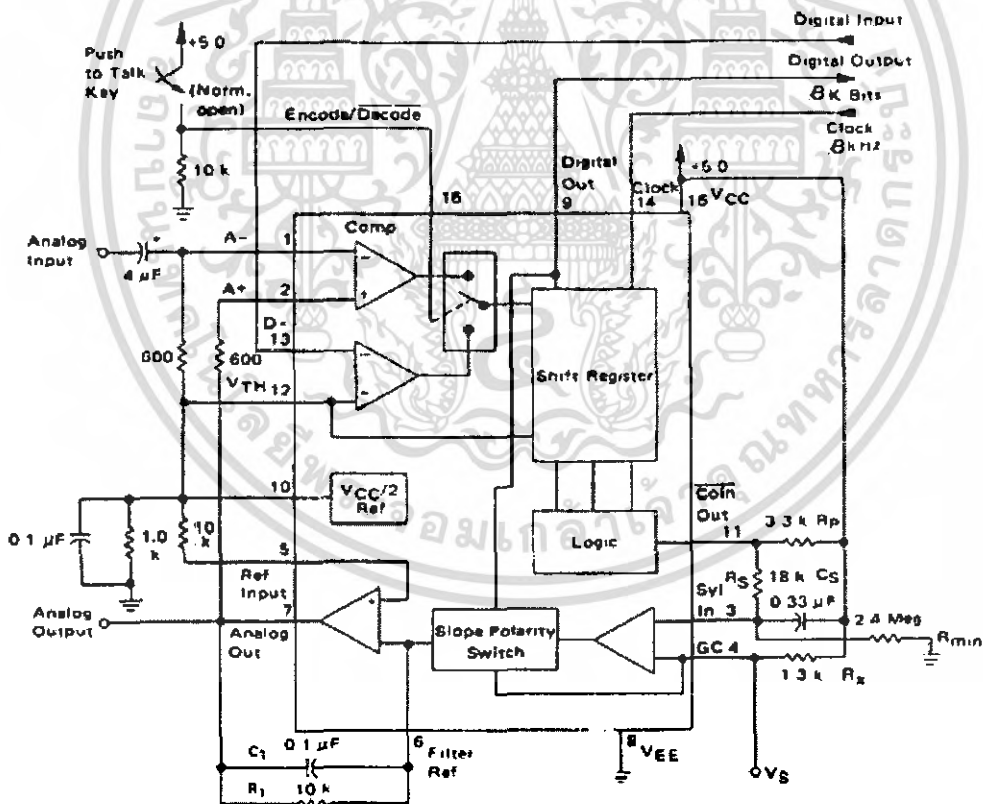 Push
to Talk
Key
+5.0
(Norm.
open)
10 k
Encode/Decode
Digital Input
Digital Output
8K Bits
Clock
8kHz
+5.0
Digital
Out
9
Clock
14
16 VCC
15
Analog
Input
4 μF
+
A-
1
Comp
A+
2
D-
13
600
600
VTH 12
Shift Register
10
VCC/2
Ref
Coin
Out
11
3.3 k Rp
Logic
0 1 μF
1.0
k
10
k
5
Ref
Input
7
Analog
Output
Analog
Out
Slope Polarity
Switch
RS
18 k CS
Syl
In 3
0.33 μF
2.4 Meg
Rmin
GC 4
1.3 k Rx
C1
0 1 μF
6
Filter
Ref
R1
10 k
8 VEE
VS